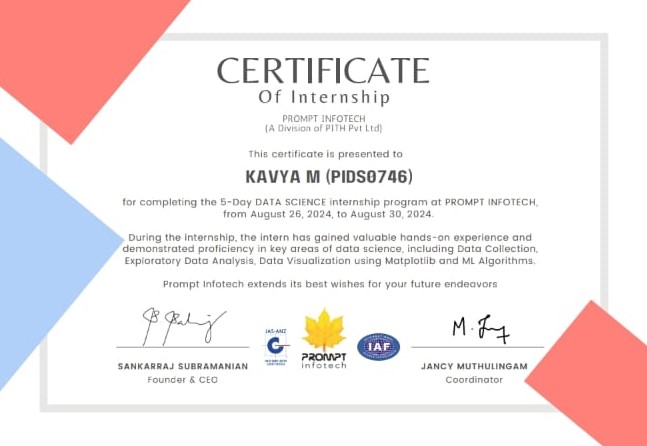 CERTIFICATE
Of Internship
PROMPT INFOTECH
(A Division of PITH Pvt Ltd)
This certificate is presented to
KAVYA M (PIDS0746)
for completing the 5-Day DATA SCIENCE internship program at PROMPT INFOTECH,
from August 26, 2024, to August 30, 2024.
During the internship, the intern has gained valuable hands-on experience and
demonstrated proficiency in key areas of data science, including Data Collection,
Exploratory Data Analysis, Data Visualization using Matplotlib and ML Algorithms.
Prompt Infotech extends its best wishes for your future endeavors
JAS-ANZ
PROMPT
infotech
IAF
SANKARRAJ SUBRAMANIAN
Founder & CEO
JANCY MUTHULINGAM
Coordinator